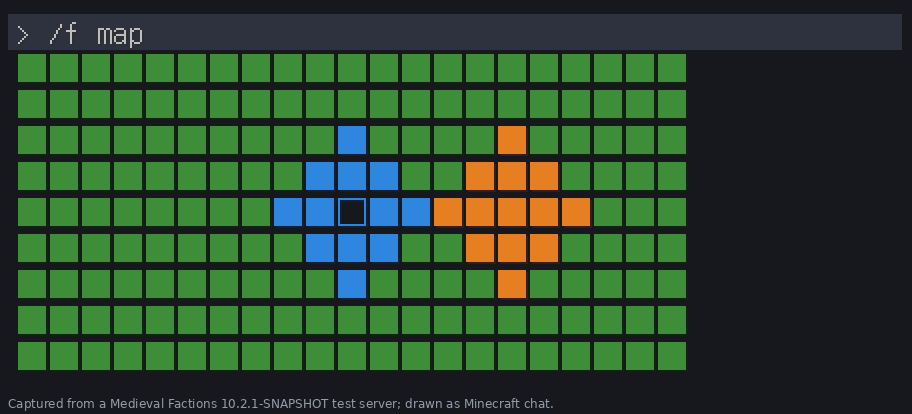 > /f map
Captured from a Medieval Factions 10.2.1-SNAPSHOT test server; drawn as Minecraft chat.